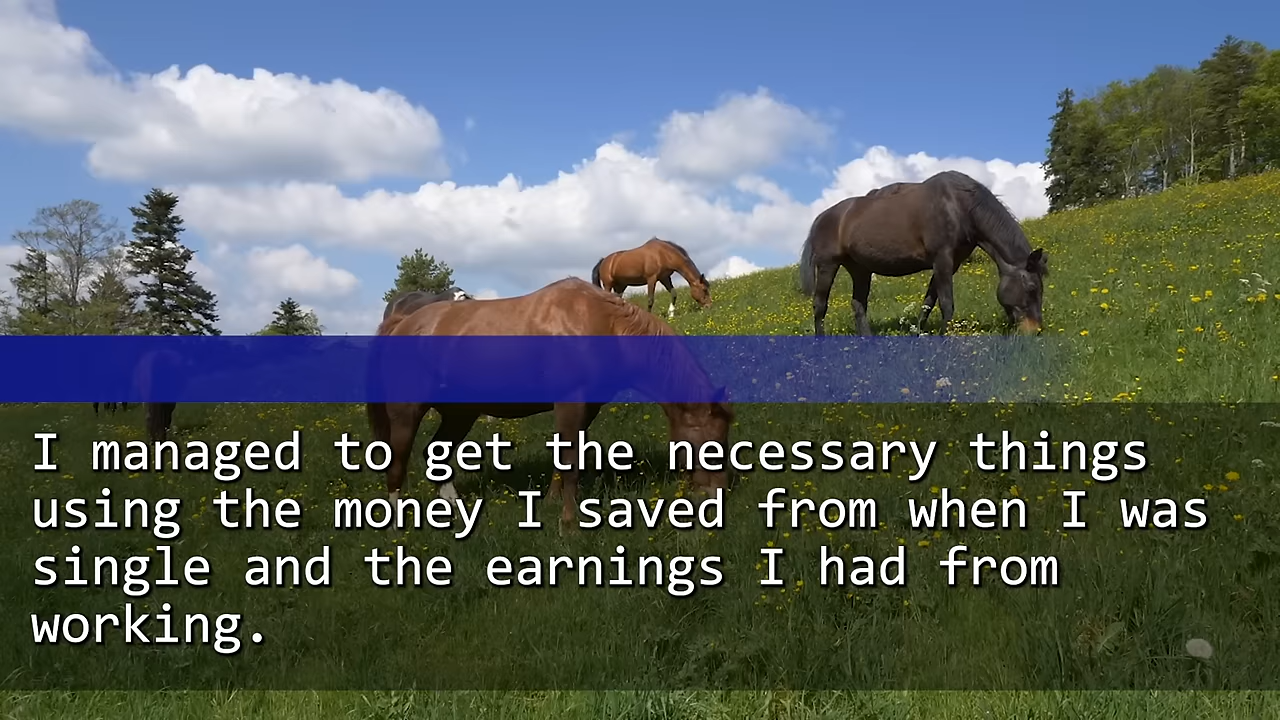 I managed to get the necessary things
using the money I saved from when I was
single and the earnings I had from
working.